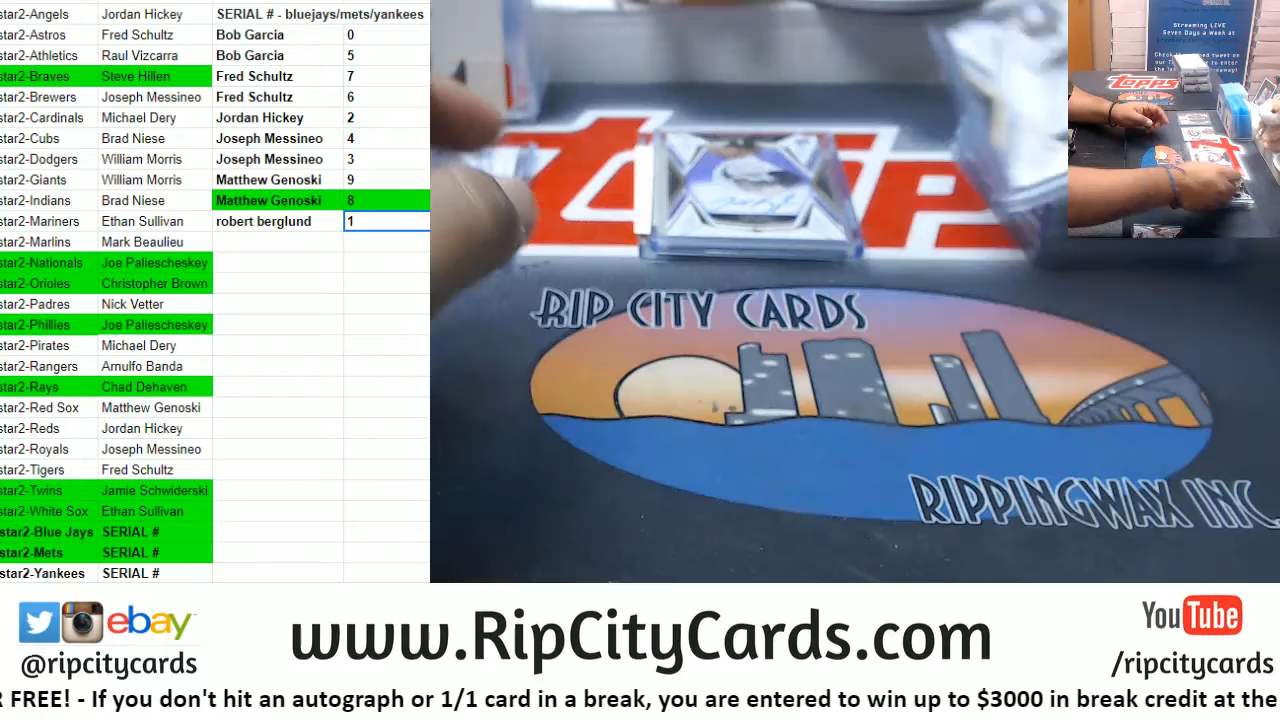 star2-Angels Jordan Hickey SERIAL # - bluejays/mets/yankees
star2-Astros Fred Schultz Bob Garcia 0
star2-Athletics Raul Vizcarra Bob Garcia 5
star2-Braves Steve Hillen Fred Schultz 7
star2-Brewers Joseph Messineo Fred Schultz 6
star2-Cardinals Michael Dery Jordan Hickey 2
star2-Cubs Brad Niese Joseph Messineo 4
star2-Dodgers William Morris Joseph Messineo 3
star2-Giants William Morris Matthew Genoski 9
star2-Indians Brad Niese Matthew Genoski 8
star2-Mariners Ethan Sullivan robert berglund 1
star2-Marlins Mark Beaulieu
star2-Nationals Joe Paliescheskey
star2-Orioles Christopher Brown
star2-Padres Nick Vetter
star2-Phillies Joe Paliescheskey
star2-Pirates Michael Dery
star2-Rangers Arnulfo Banda
star2-Rays Chad Dehaven
star2-Red Sox Matthew Genoski
star2-Reds Jordan Hickey
star2-Royals Joseph Messineo
star2-Tigers Fred Schultz
star2-Twins Jamie Schwiderski
star2-White Sox Ethan Sullivan
star2-Blue Jays SERIAL #
star2-Mets SERIAL #
star2-Yankees SERIAL #
RIP CITY CARDS
RIPPINGWAX INC.
Streaming LIVE
Seven Days a Week at
Topps
ebay
@ripcitycards
www.RipCityCards.com
YouTube
/ripcitycards
R FREE! - If you don't hit an autograph or 1/1 card in a break, you are entered to win up to $3000 in break credit at the